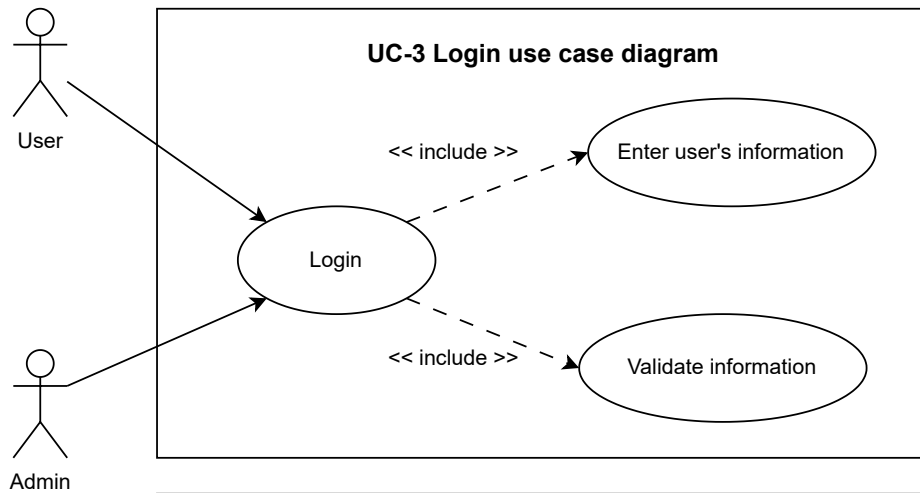 UC-3 Login use case diagram
User
<< include >>
Enter user's information
Login
<< include >>
Validate information
Admin